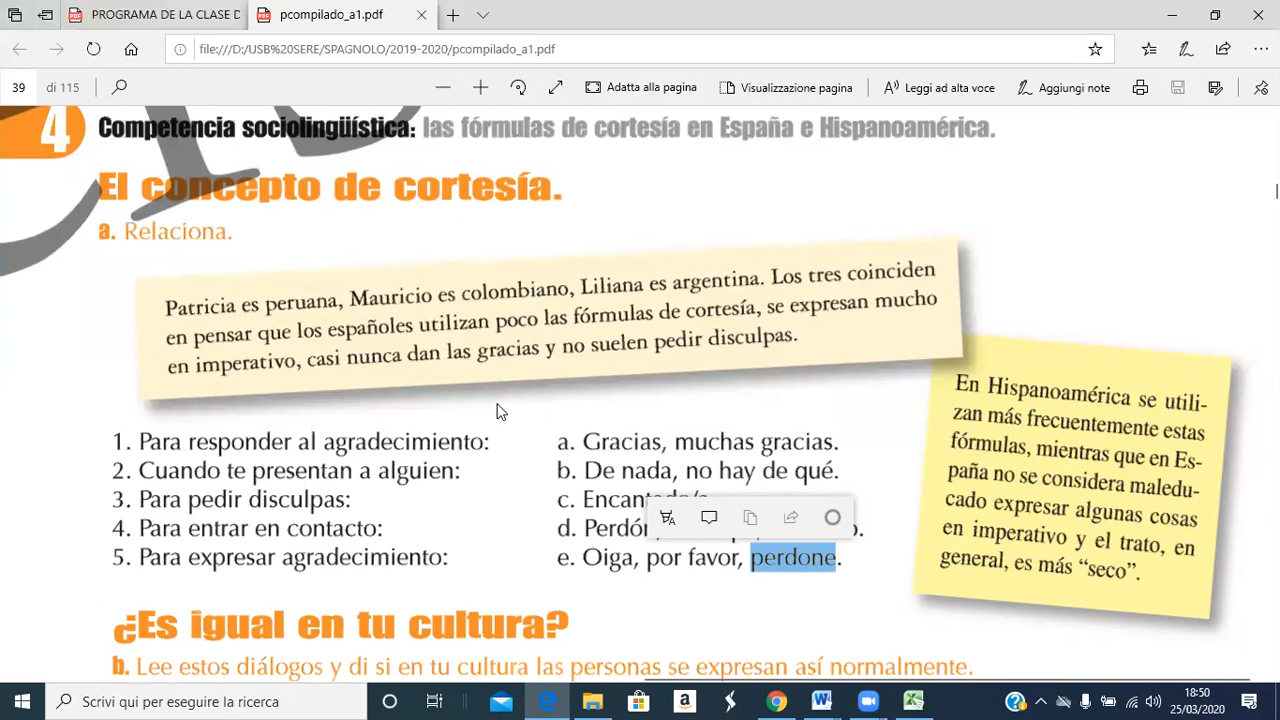 PROGRAMA DE LA CLASE D
pcompilado_a1.pdf
file:///D:/USB%20SERE/SPAGNOLO/2019-2020/pcompilado_a1.pdf
39 di 115
Adatta alla pagina
Visualizzazione pagina
Leggi ad alta voce
Aggiungi note
4
Competencia sociolingüística: las fórmulas de cortesía en España e Hispanoamérica.
El concepto de cortesía.
a. Relaciona.
Patricia es peruana, Mauricio es colombiano, Liliana es argentina. Los tres coinciden
en pensar que los españoles utilizan poco las fórmulas de cortesía, se expresan mucho
en imperativo, casi nunca dan las gracias y no suelen pedir disculpas.
En Hispanoamérica se utili-
zan más frecuentemente estas
fórmulas, mientras que en Es-
paña no se considera maledu-
cado expresar algunas cosas
en imperativo y el trato, en
general, es más “seco”.
1. Para responder al agradecimiento:
2. Cuando te presentan a alguien:
3. Para pedir disculpas:
4. Para entrar en contacto:
5. Para expresar agradecimiento:
a. Gracias, muchas gracias.
b. De nada, no hay de qué.
c.
d. Perdón,
e. Oiga, por favor, perdone.
¿Es igual en tu cultura?
b. Lee estos diálogos y di si en tu cultura las personas se expresan así normalmente.
Scrivi qui per eseguire la ricerca
18:50
25/03/2020